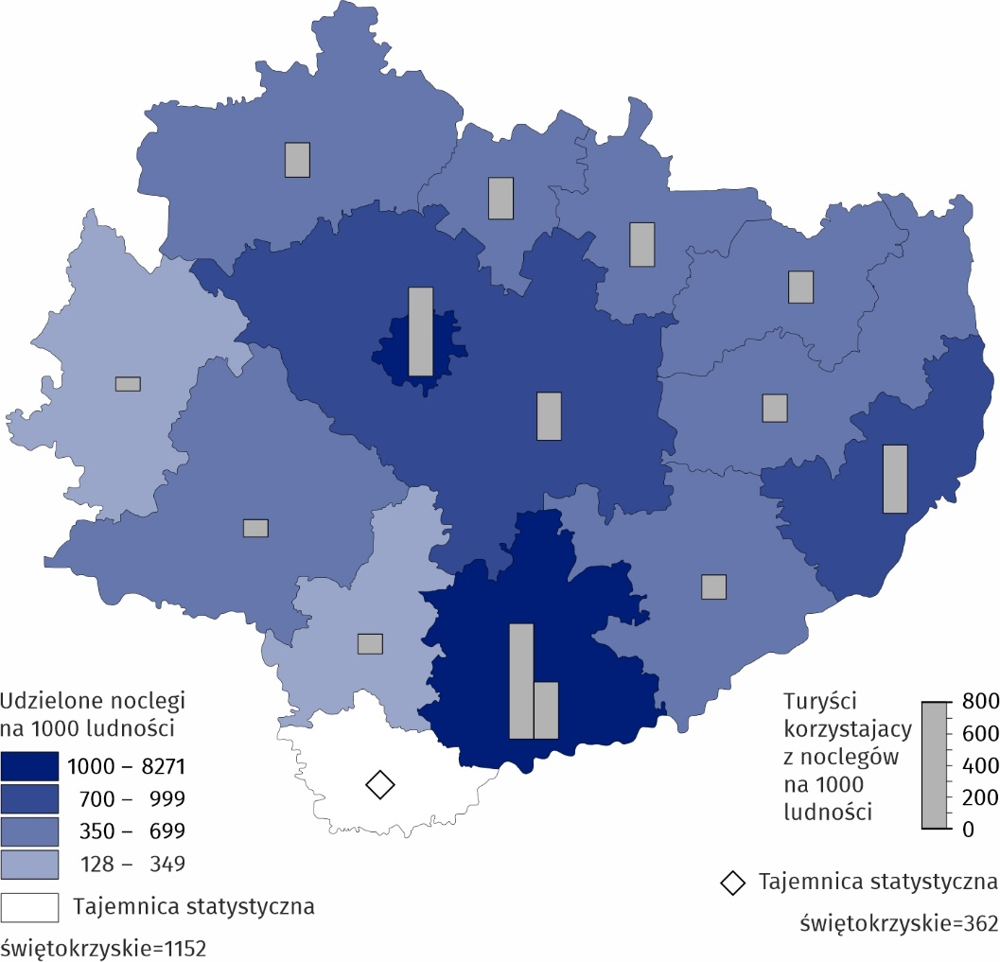 Udzielone noclegi
na 1000 ludności
1000 – 8271
700 – 999
350 – 699
128 – 349
Tajemnica statystyczna
świętokrzyskie=1152
Turyści
korzystajacy
z noclegów
na 1000
ludności
800
600
400
200
0
Tajemnica statystyczna
świętokrzyskie=362